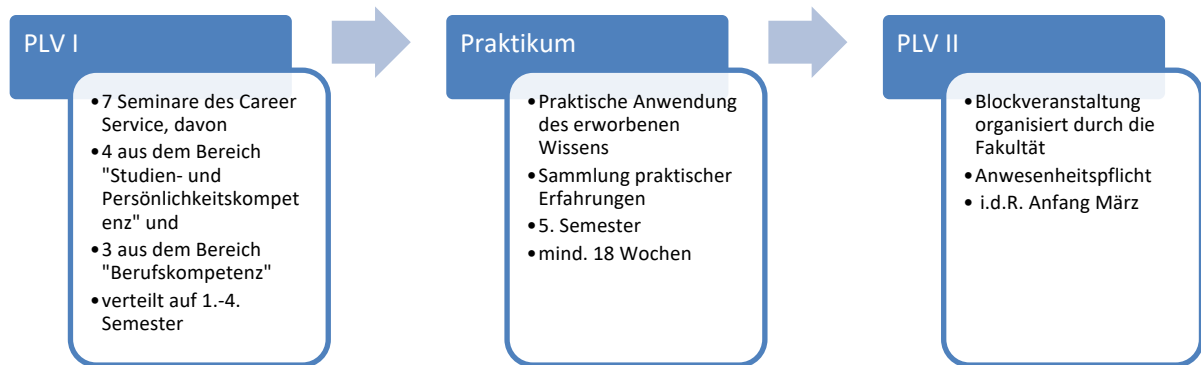 PLV I
•7 Seminare des Career
Service, davon
•4 aus dem Bereich
"Studien- und
Persönlichkeitskompet
enz" und
•3 aus dem Bereich
"Berufskompetenz"
•verteilt auf 1.-4.
Semester
Praktikum
•Praktische Anwendung
des erworbenen
Wissens
•Sammlung praktischer
Erfahrungen
•5. Semester
•mind. 18 Wochen
PLV II
•Blockveranstaltung
organisiert durch die
Fakultät
•Anwesenheitspflicht
• i.d.R. Anfang März